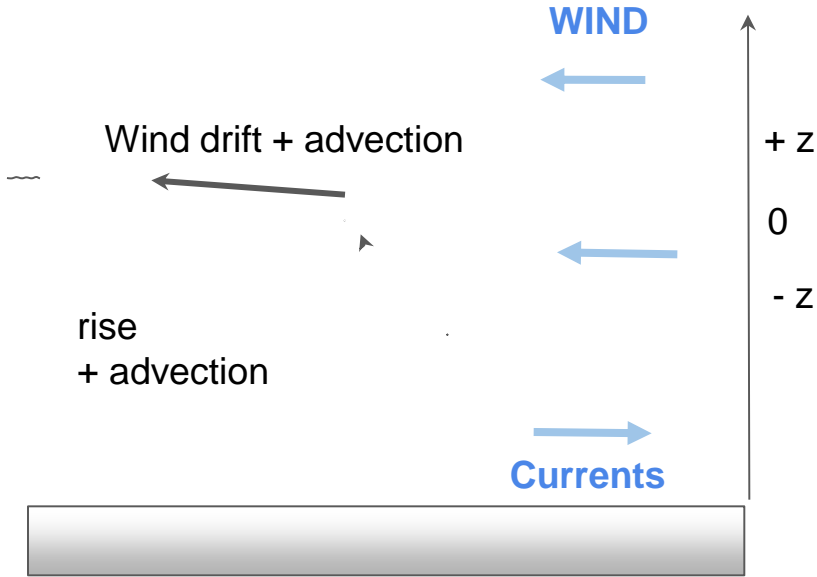 WIND
Wind drift + advection
+ z
0
- z
rise
+ advection
Currents